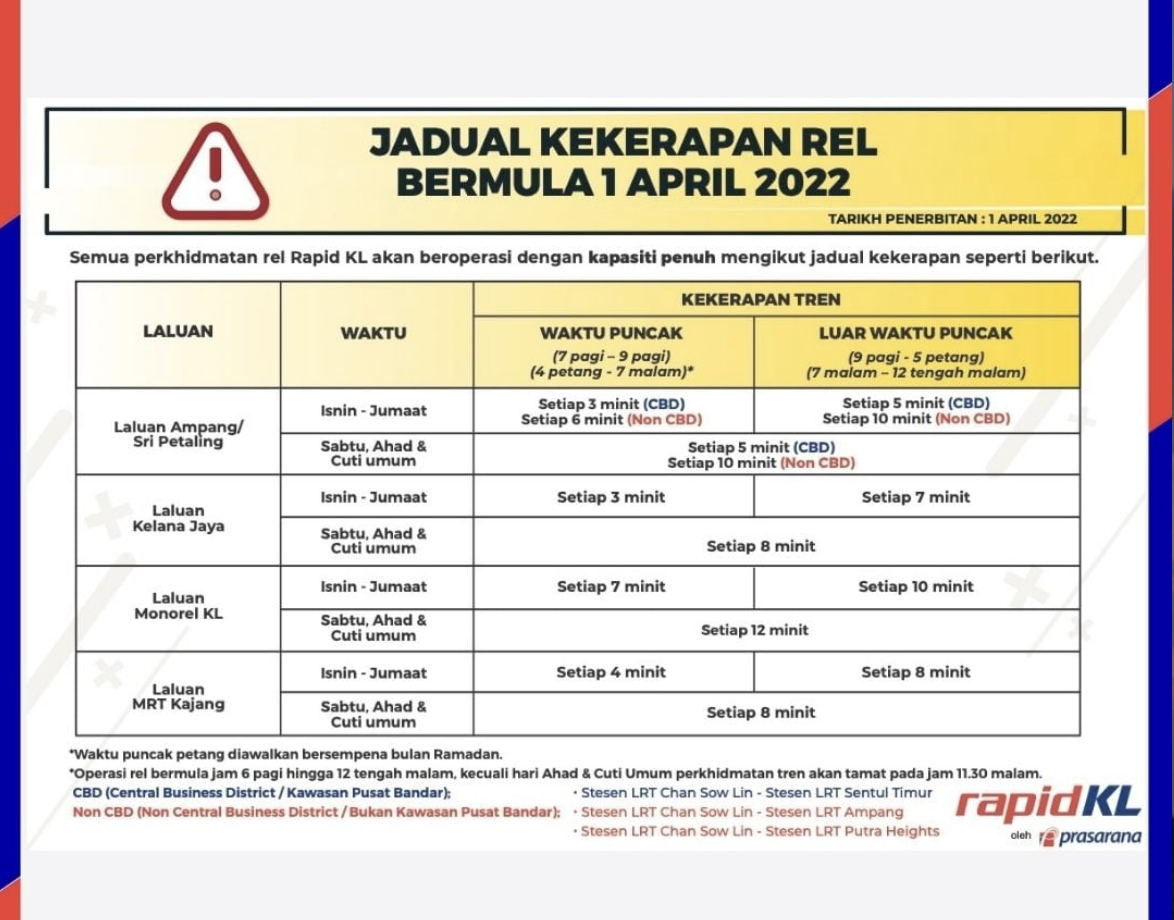 JADUAL KEKERAPAN REL
BERMULA 1 APRIL 2022
TARIKH PENERBITAN : 1 APRIL 2022
Semua perkhidmatan rel Rapid KL akan beroperasi dengan kapasiti penuh mengikut jadual kekerapan seperti berikut.
LALUAN
WAKTU
KEKERAPAN TREN
WAKTU PUNCAK
(7 pagi – 9 pagi)
(4 petang - 7 malam)*
LUAR WAKTU PUNCAK
(9 pagi - 5 petang)
(7 malam – 12 tengah malam)
Laluan Ampang/
Sri Petaling
Isnin - Jumaat
Setiap 3 minit (CBD)
Setiap 6 minit (Non CBD)
Setiap 5 minit (CBD)
Setiap 10 minit (Non CBD)
Sabtu, Ahad &
Cuti umum
Setiap 5 minit (CBD)
Setiap 10 minit (Non CBD)
Laluan
Kelana Jaya
Isnin - Jumaat
Setiap 3 minit
Setiap 7 minit
Sabtu, Ahad &
Cuti umum
Setiap 8 minit
Laluan
Monorel KL
Isnin - Jumaat
Setiap 7 minit
Setiap 10 minit
Sabtu, Ahad &
Cuti umum
Setiap 12 minit
Laluan
MRT Kajang
Isnin - Jumaat
Setiap 4 minit
Setiap 8 minit
Sabtu, Ahad &
Cuti umum
Setiap 8 minit
*Waktu puncak petang diawalkan bersempena bulan Ramadan.
*Operasi rel bermula jam 6 pagi hingga 12 tengah malam, kecuali hari Ahad & Cuti Umum perkhidmatan tren akan tamat pada jam 11.30 malam.
CBD (Central Business District / Kawasan Pusat Bandar);
• Stesen LRT Chan Sow Lin - Stesen LRT Sentul Timur
Non CBD (Non Central Business District / Bukan Kawasan Pusat Bandar);
• Stesen LRT Chan Sow Lin - Stesen LRT Ampang
• Stesen LRT Chan Sow Lin - Stesen LRT Putra Heights
rapidKL
oleh prasarana